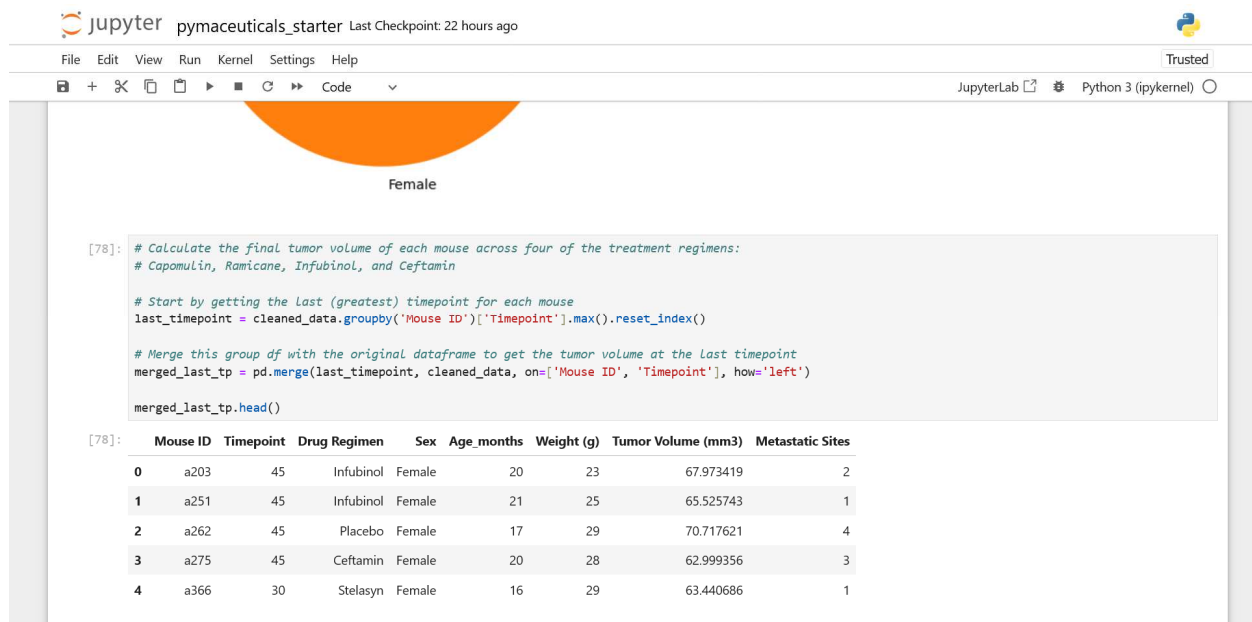 jupyter pymaceuticals_starter Last Checkpoint: 22 hours ago
File Edit View Run Kernel Settings Help Trusted
Code JupyterLab Python 3 (ipykernel)
Female
[78]: # Calculate the final tumor volume of each mouse across four of the treatment regimens:
# Capomulin, Ramicane, Infubinol, and Ceftamin
# Start by getting the last (greatest) timepoint for each mouse
last_timepoint = cleaned_data.groupby('Mouse ID')['Timepoint'].max().reset_index()
# Merge this group df with the original dataframe to get the tumor volume at the last timepoint
merged_last_tp = pd.merge(last_timepoint, cleaned_data, on=['Mouse ID', 'Timepoint'], how='left')
merged_last_tp.head()
[78]: Mouse ID Timepoint Drug Regimen Sex Age_months Weight (g) Tumor Volume (mm3) Metastatic Sites
0 a203 45 Infubinol Female 20 23 67.973419 2
1 a251 45 Infubinol Female 21 25 65.525743 1
2 a262 45 Placebo Female 17 29 70.717621 4
3 a275 45 Ceftamin Female 20 28 62.999356 3
4 a366 30 Stelasyn Female 16 29 63.440686 1